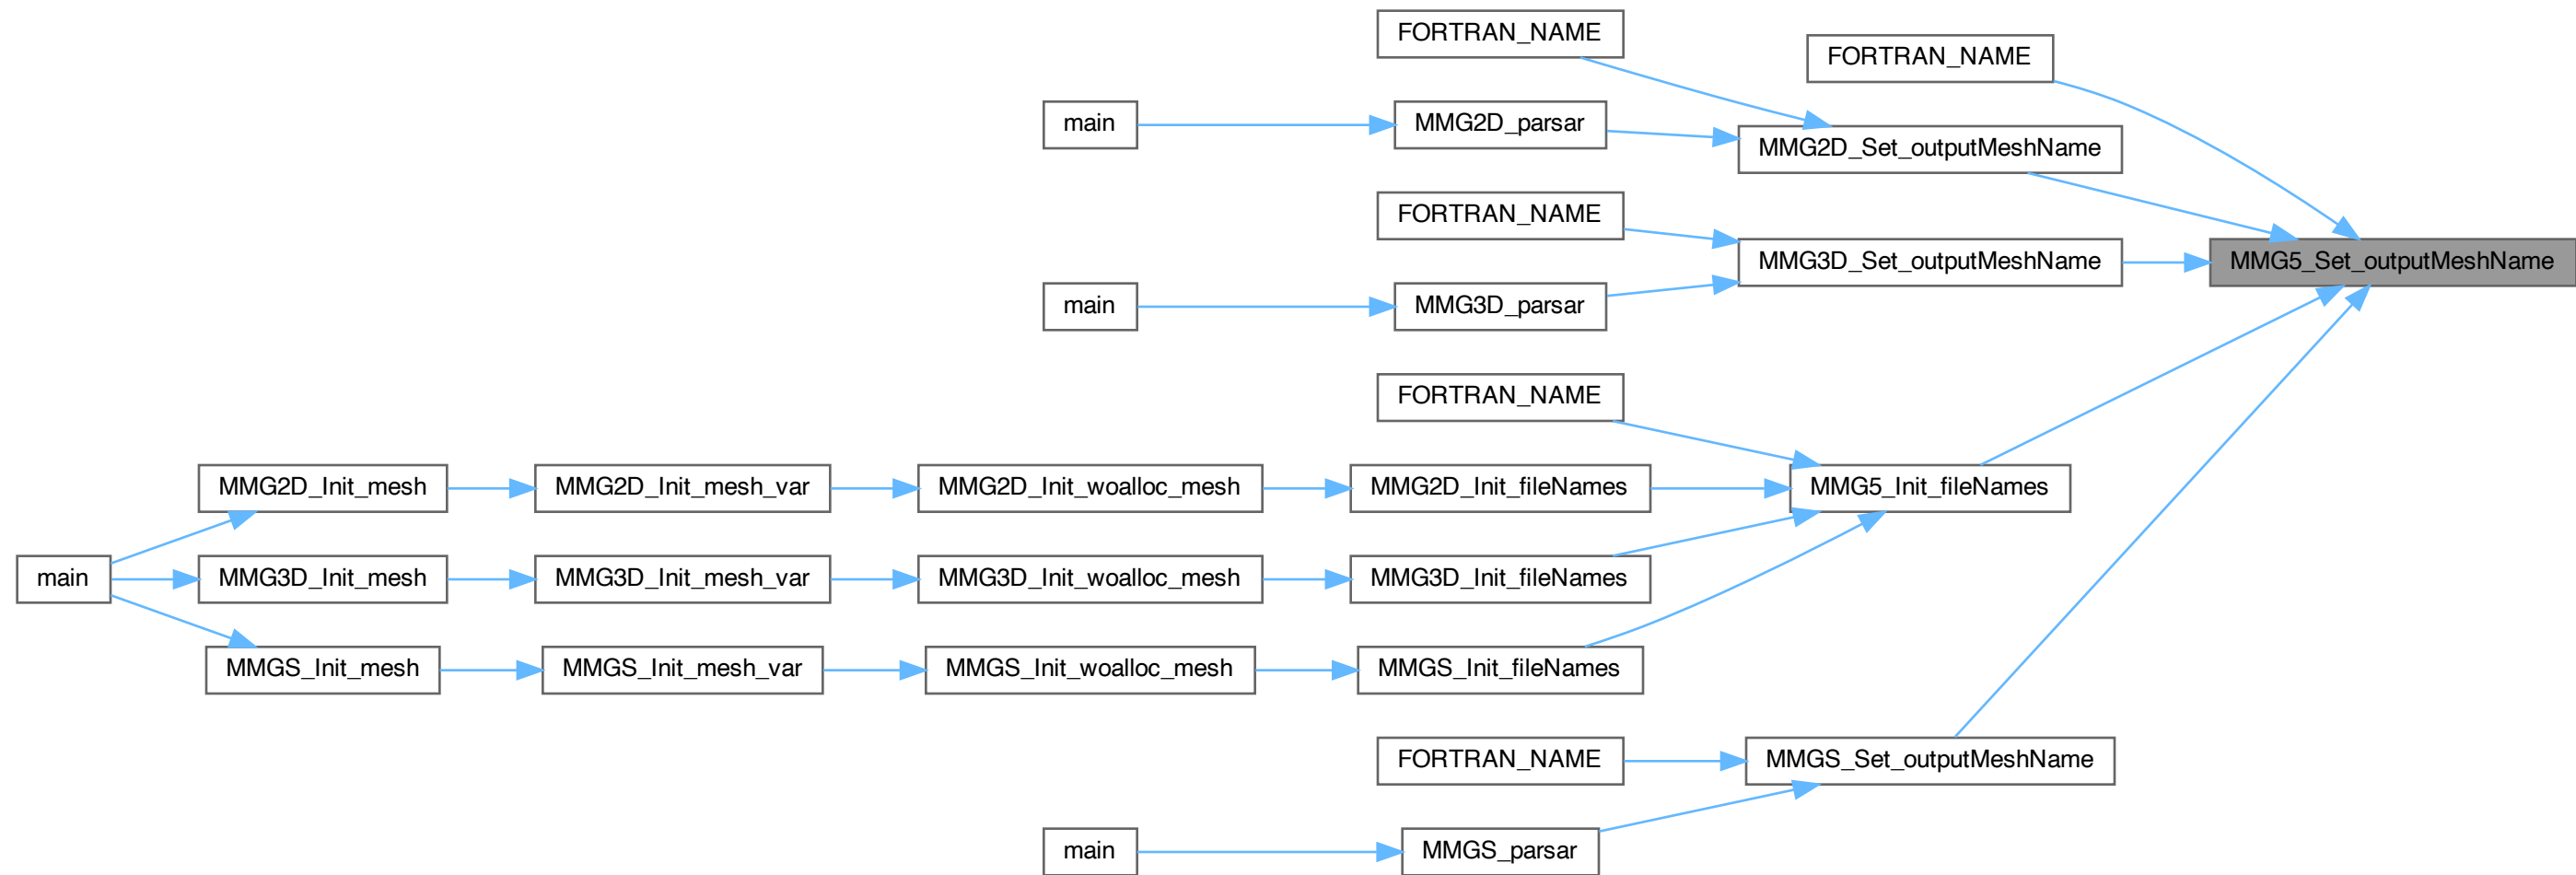 FORTRAN_NAME
FORTRAN_NAME
main
MMG2D_parsar
MMG2D_Set_outputMeshName
FORTRAN_NAME
MMG3D_Set_outputMeshName
MMG5_Set_outputMeshName
main
MMG3D_parsar
FORTRAN_NAME
MMG2D_Init_mesh
MMG2D_Init_mesh_var
MMG2D_Init_woalloc_mesh
MMG2D_Init_fileNames
MMG5_Init_fileNames
main
MMG3D_Init_mesh
MMG3D_Init_mesh_var
MMG3D_Init_woalloc_mesh
MMG3D_Init_fileNames
MMGS_Init_mesh
MMGS_Init_mesh_var
MMGS_Init_woalloc_mesh
MMGS_Init_fileNames
FORTRAN_NAME
MMGS_Set_outputMeshName
main
MMGS_parsar